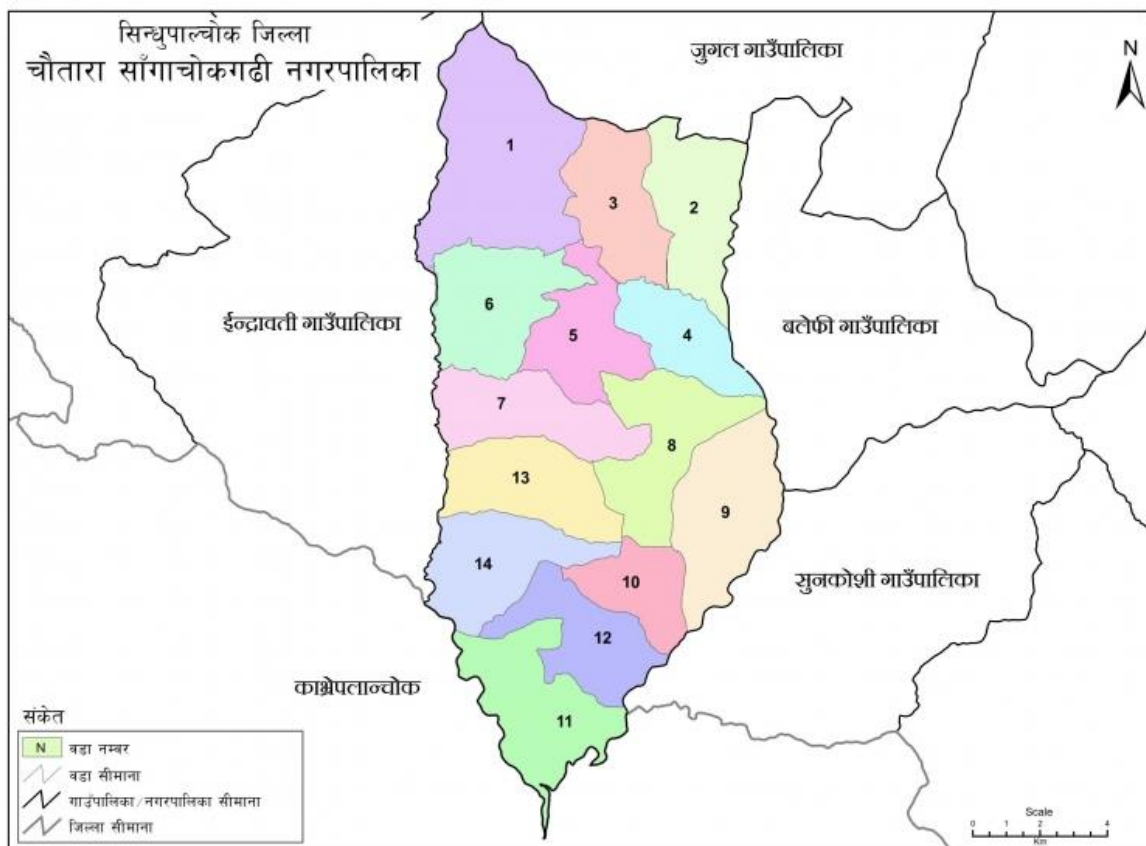 सिन्धुपाल्चोक जिल्ला
चौतारा साँगाचोकगढी नगरपालिका
जुगल गाउँपालिका
N
1
3
2
6
ईन्द्रावती गाउँपालिका
5
4
बलेफी गाउँपालिका
7
8
13
9
14
10
सुनकोशी गाउँपालिका
12
काभ्रेपलान्चोक
11
संकेत
N वडा नम्बर
वडा सीमाना
गाउँपालिका/नगरपालिका सीमाना
जिल्ला सीमाना
Scale
0 1 2 4
Km